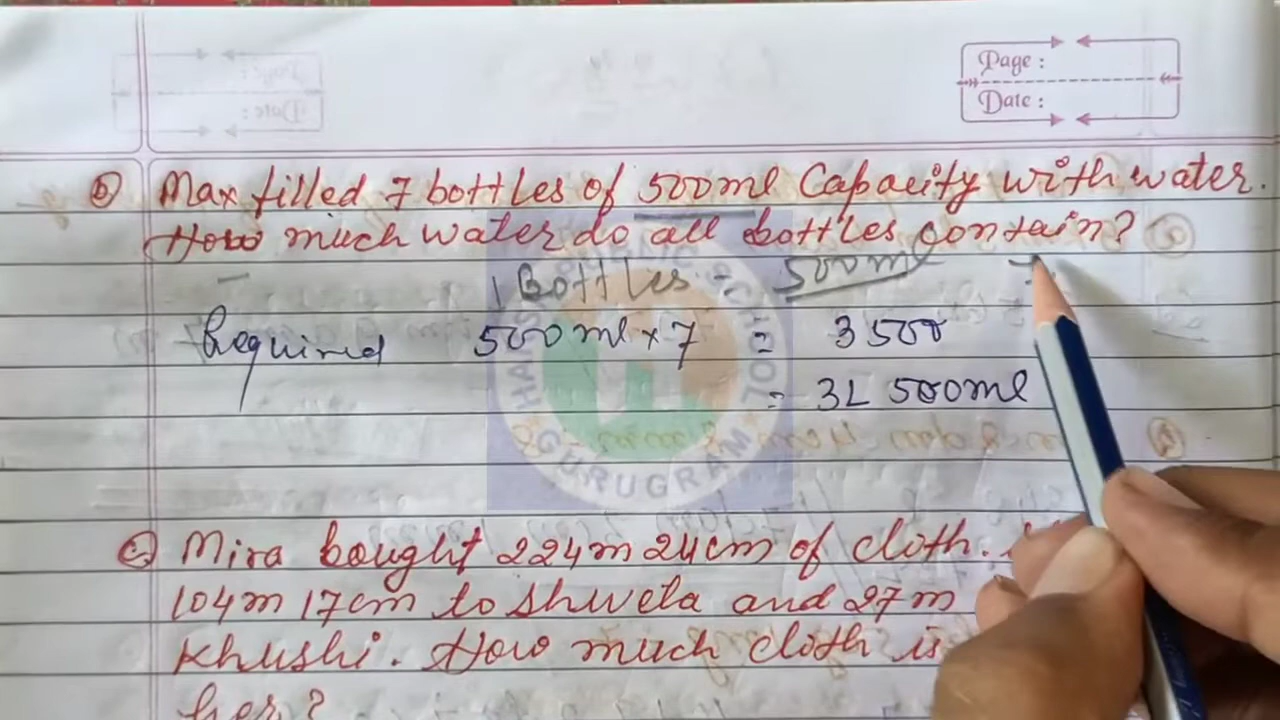 Page :
Date :
b) Max filled 7 bottles of 500ml Capacity with water.
How much water do all bottles contain?
1 Bottles - 500ml 7
Required 500ml x 7 = 3500
= 3L 500ml
GURUGRAM
c) Mira bought 224m 24cm of cloth.
104m 17cm to Shweta and 27m
Khushi. How much cloth is
her?